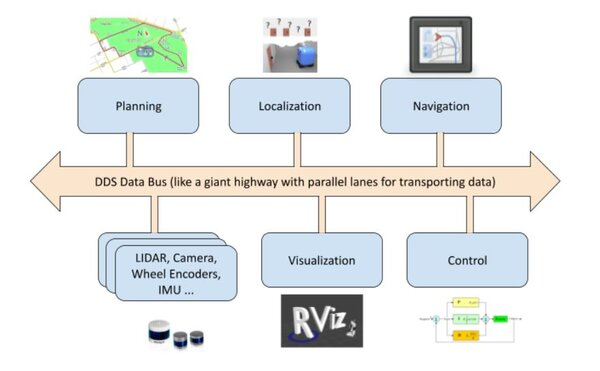 Planning
Localization
Navigation
DDS Data Bus (like a giant highway with parallel lanes for transporting data)
LIDAR, Camera,
Wheel Encoders,
IMU ...
Visualization
Control
RViz
? ? ? ?
N